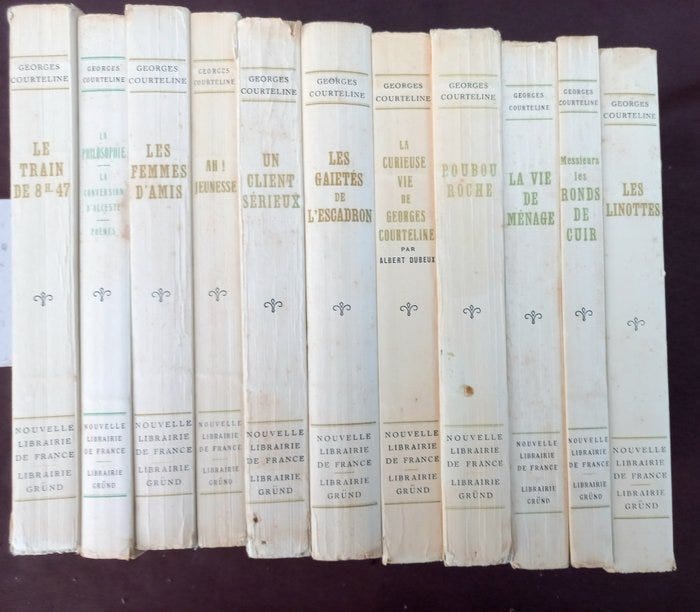 GEORGES
COURTELINE
LE
TRAIN
DE 8H. 47
NOUVELLE
LIBRAIRIE
DE FRANCE
LIBRAIRIE
GRÜND
GEORGES
COURTELINE
LA
PHILOSOPHIE
LA
CONVERSION
D'ALCESTE
POÈMES
NOUVELLE
LIBRAIRIE
DE FRANCE
LIBRAIRIE
GRÜND
GEORGES
COURTELINE
LES
FEMMES
D'AMIS
NOUVELLE
LIBRAIRIE
DE FRANCE
LIBRAIRIE
GRÜND
GEORGES
COURTELINE
AH !
JEUNESSE
NOUVELLE
LIBRAIRIE
DE FRANCE
LIBRAIRIE
GRÜND
GEORGES
COURTELINE
UN
CLIENT
SÉRIEUX
NOUVELLE
LIBRAIRIE
DE FRANCE
LIBRAIRIE
GRÜND
GEORGES
COURTELINE
LES
GAIETÉS
DE
L'ESCADRON
NOUVELLE
LIBRAIRIE
DE FRANCE
LIBRAIRIE
GRÜND
GEORGES
COURTELINE
LA
CURIEUSE
VIE
DE
GEORGES
COURTELINE
PAR
ALBERT DUBEUX
NOUVELLE
LIBRAIRIE
DE FRANCE
LIBRAIRIE
GRÜND
GEORGES
COURTELINE
POUBOU
ROCHE
NOUVELLE
LIBRAIRIE
DE FRANCE
LIBRAIRIE
GRÜND
GEORGES
COURTELINE
LA VIE
DE
MÉNAGE
NOUVELLE
LIBRAIRIE
DE FRANCE
LIBRAIRIE
GRÜND
GEORGES
COURTELINE
Messieurs
les
RONDS
DE
CUIR
NOUVELLE
LIBRAIRIE
DE FRANCE
LIBRAIRIE
GRÜND
GEORGES
COURTELINE
LES
LINOTTES
NOUVELLE
LIBRAIRIE
DE FRANCE
LIBRAIRIE
GRÜND